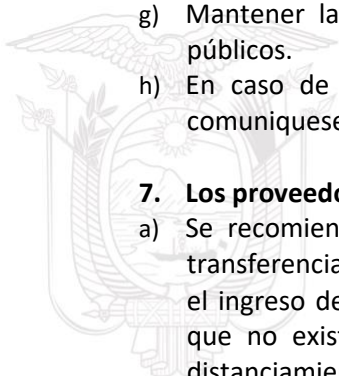 g) Mantener la
públicos.
h) En caso de
comuniquese
7. Los proveedo
a) Se recomien
transferencia
el ingreso de
que no exist
distanciamie